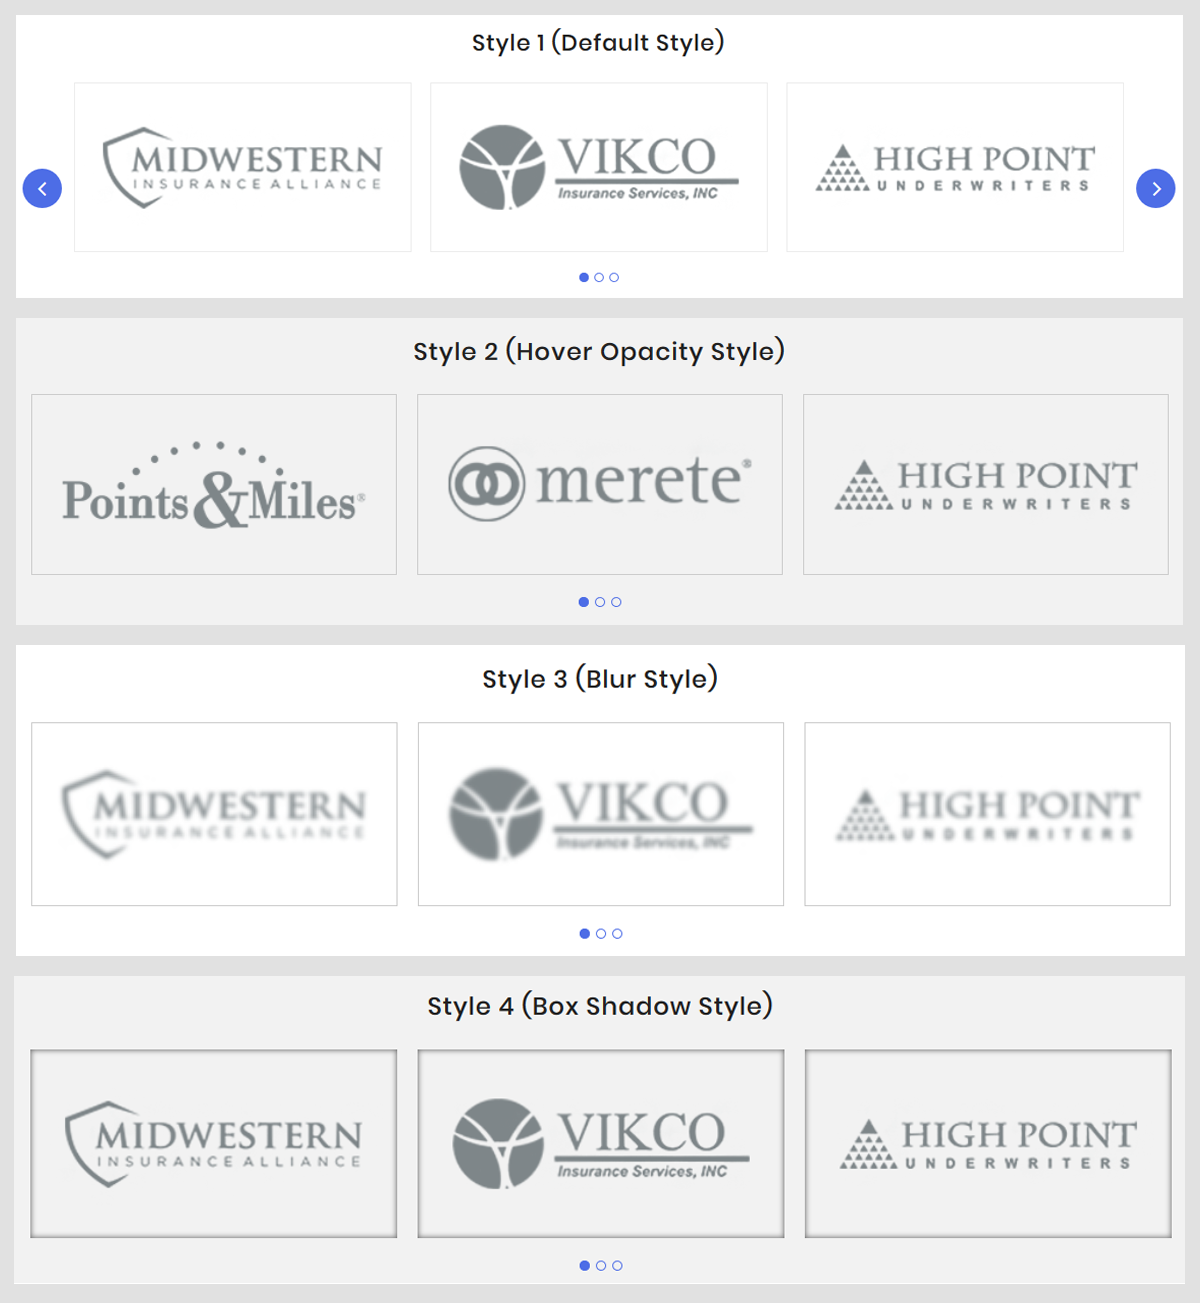 Style 1 (Default Style)
MIDWESTERN
INSURANCE ALLIANCE
VIKCO
Insurance Services, INC
HIGH POINT
UNDERWRITERS
Style 2 (Hover Opacity Style)
Points&Miles®
merete®
HIGH POINT
UNDERWRITERS
Style 3 (Blur Style)
MIDWESTERN
INSURANCE ALLIANCE
VIKCO
Insurance Services, INC
HIGH POINT
UNDERWRITERS
Style 4 (Box Shadow Style)
MIDWESTERN
INSURANCE ALLIANCE
VIKCO
Insurance Services, INC
HIGH POINT
UNDERWRITERS